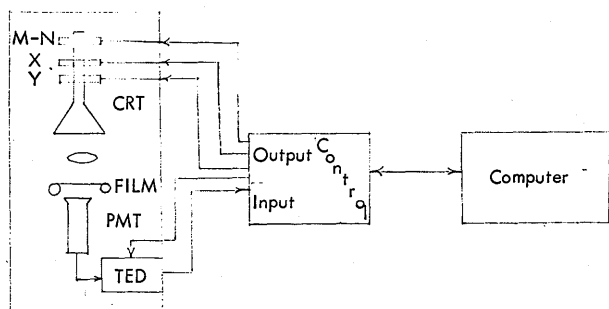 M-N
X
Y
CRT
FILM
PMT
TED
Output
Input
Control
Computer